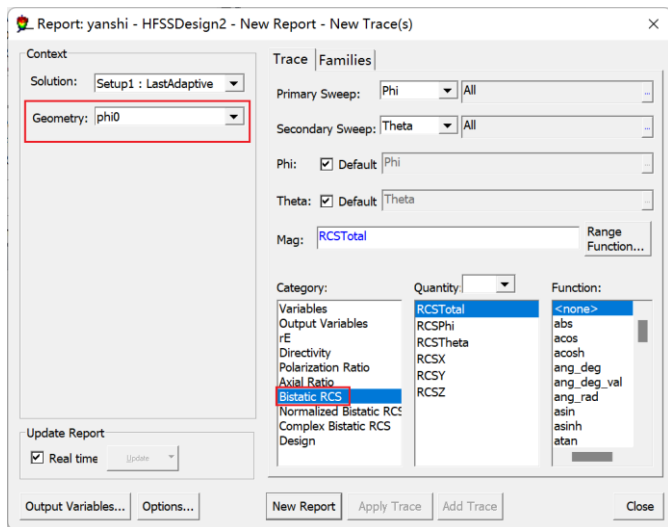 Report: yanshi - HFSSDesign2 - New Report - New Trace(s)
Context
Solution: Setup1 : LastAdaptive
Geometry: phi0
Trace Families
Primary Sweep: Phi All ...
Secondary Sweep: Theta All ...
Phi: Default Phi ...
Theta: Default Theta ...
Mag: RCSTotal
Range Function...
Category:
Variables
Output Variables
rE
Directivity
Polarization Ratio
Axial Ratio
Bistatic RCS
Normalized Bistatic RCS
Complex Bistatic RCS
Design
Quantity:
RCSTotal
RCSPhi
RCSTheta
RCSX
RCSY
RCSZ
Function:
<none>
abs
acos
acosh
ang_deg
ang_deg_val
ang_rad
asin
asinh
atan
Update Report
Real time Update
Output Variables... Options... New Report Apply Trace Add Trace Close